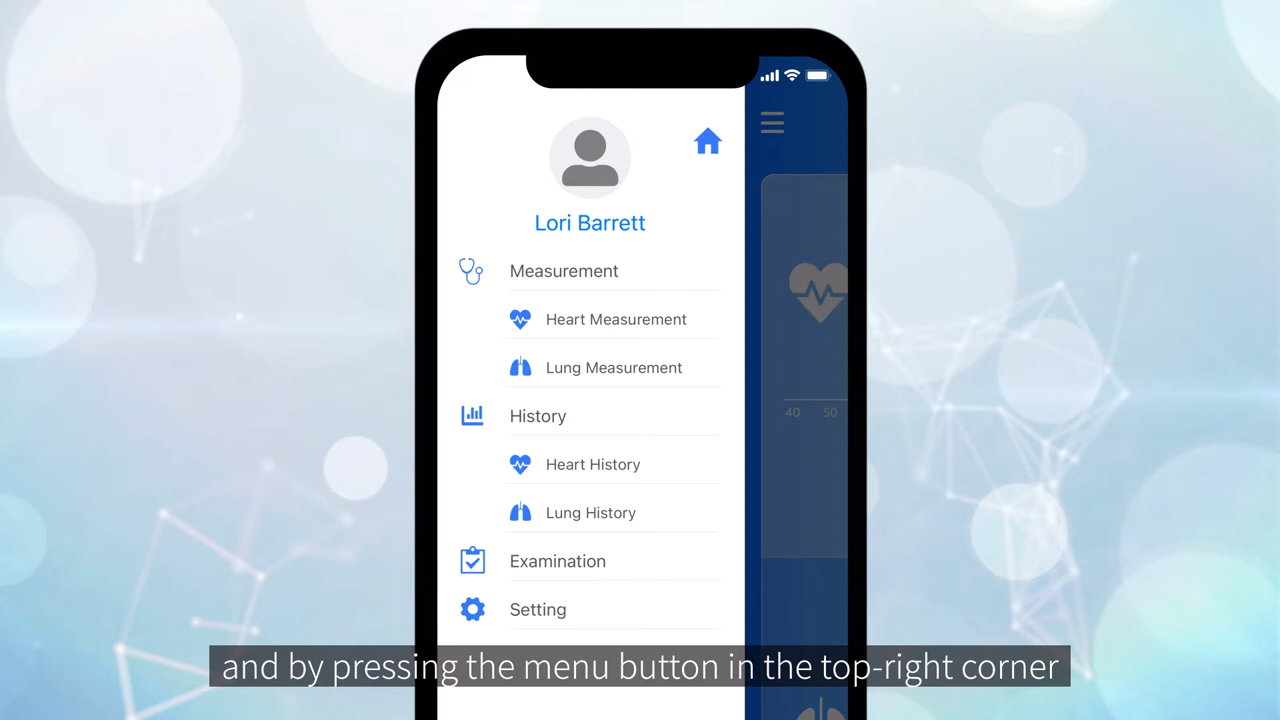 Lori Barrett
Measurement
Heart Measurement
Lung Measurement
History
Heart History
Lung History
Examination
Setting
40 50
and by pressing the menu button in the top-right corner